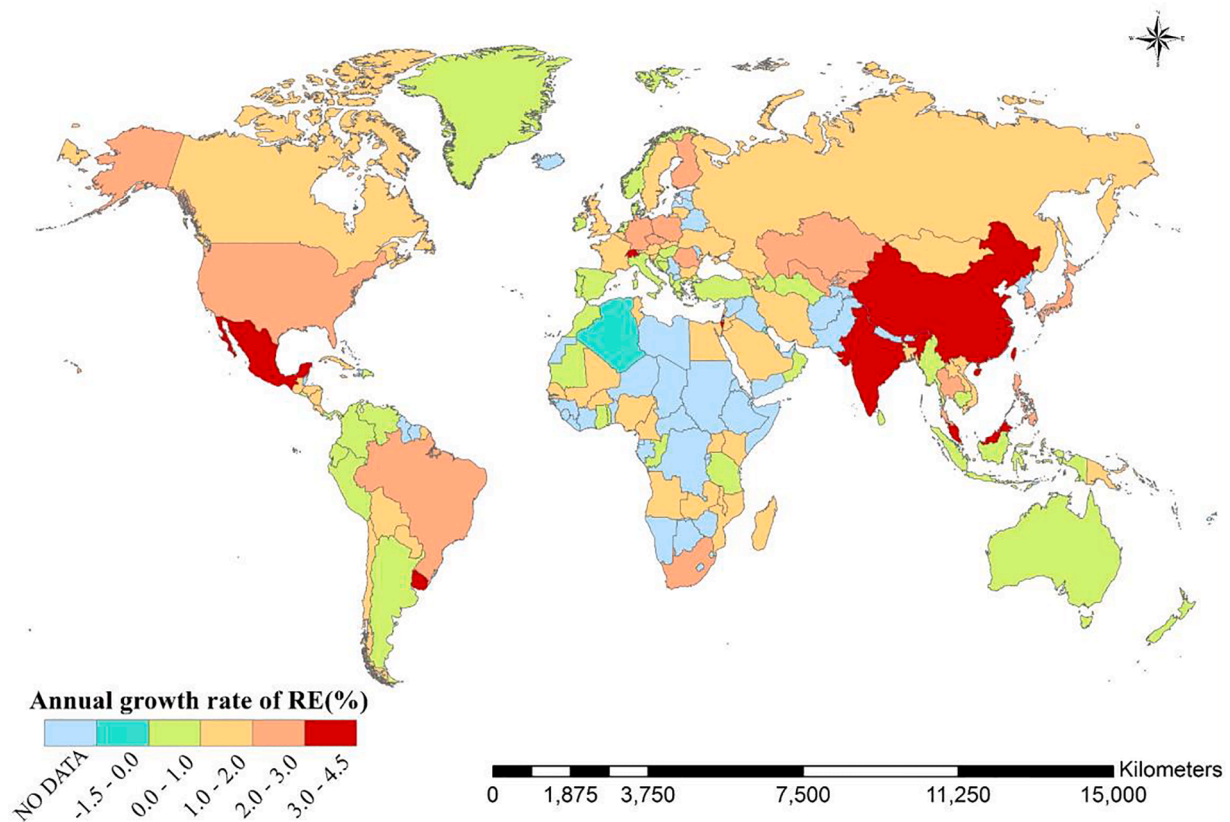 N
W E
S
Annual growth rate of RE(%)
NO DATA
-1.5 - 0.0
0.0 - 1.0
1.0 - 2.0
2.0 - 3.0
3.0 - 4.5
Kilometers
0 1,875 3,750 7,500 11,250 15,000